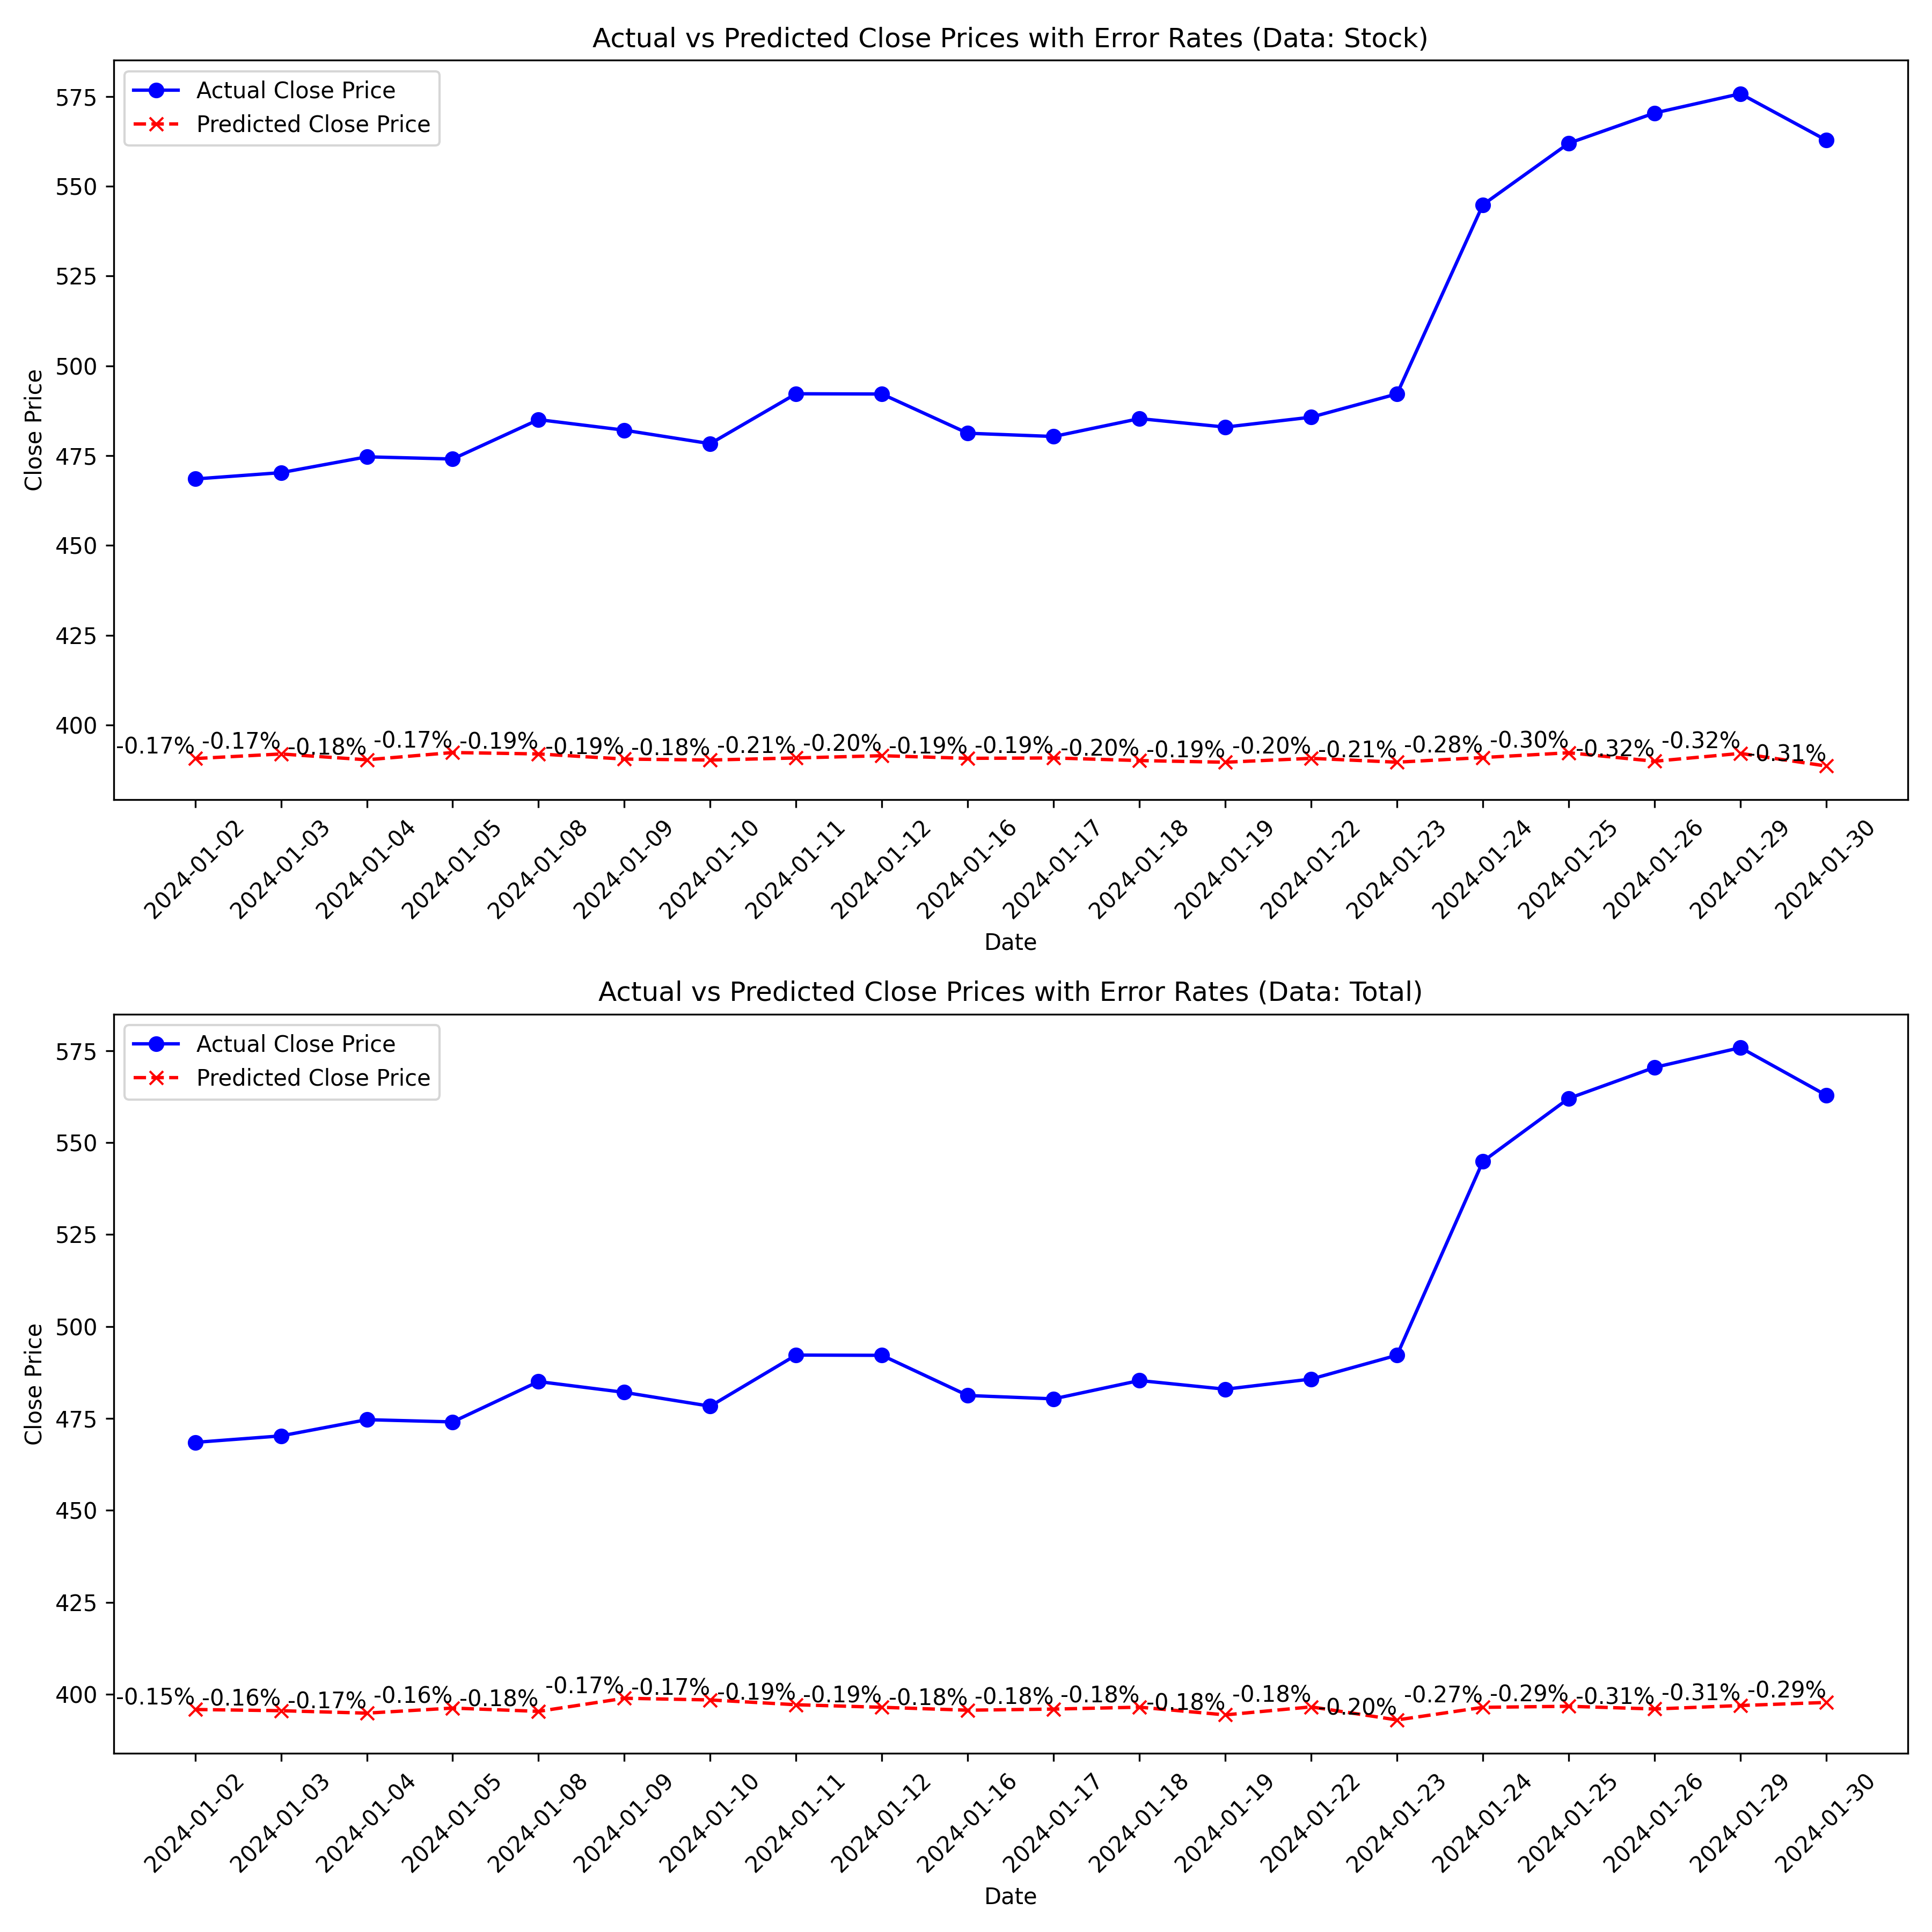 Actual vs Predicted Close Prices with Error Rates (Data: Stock)
Actual Close Price
Predicted Close Price
Close Price
575
550
525
500
475
450
425
400
-0.17% -0.17% -0.18% -0.17% -0.19% -0.19% -0.18% -0.21% -0.20% -0.19% -0.19% -0.20% -0.19% -0.20% -0.21% -0.28% -0.30% -0.32% -0.32% -0.31%
2024-01-02 2024-01-03 2024-01-04 2024-01-05 2024-01-08 2024-01-09 2024-01-10 2024-01-11 2024-01-12 2024-01-16 2024-01-17 2024-01-18 2024-01-19 2024-01-22 2024-01-23 2024-01-24 2024-01-25 2024-01-26 2024-01-29 2024-01-30
Date
Actual vs Predicted Close Prices with Error Rates (Data: Total)
Actual Close Price
Predicted Close Price
Close Price
575
550
525
500
475
450
425
400
-0.15% -0.16% -0.17% -0.16% -0.18% -0.17% -0.17% -0.19% -0.19% -0.18% -0.18% -0.18% -0.18% -0.18% -0.20% -0.27% -0.29% -0.31% -0.31% -0.29%
2024-01-02 2024-01-03 2024-01-04 2024-01-05 2024-01-08 2024-01-09 2024-01-10 2024-01-11 2024-01-12 2024-01-16 2024-01-17 2024-01-18 2024-01-19 2024-01-22 2024-01-23 2024-01-24 2024-01-25 2024-01-26 2024-01-29 2024-01-30
Date